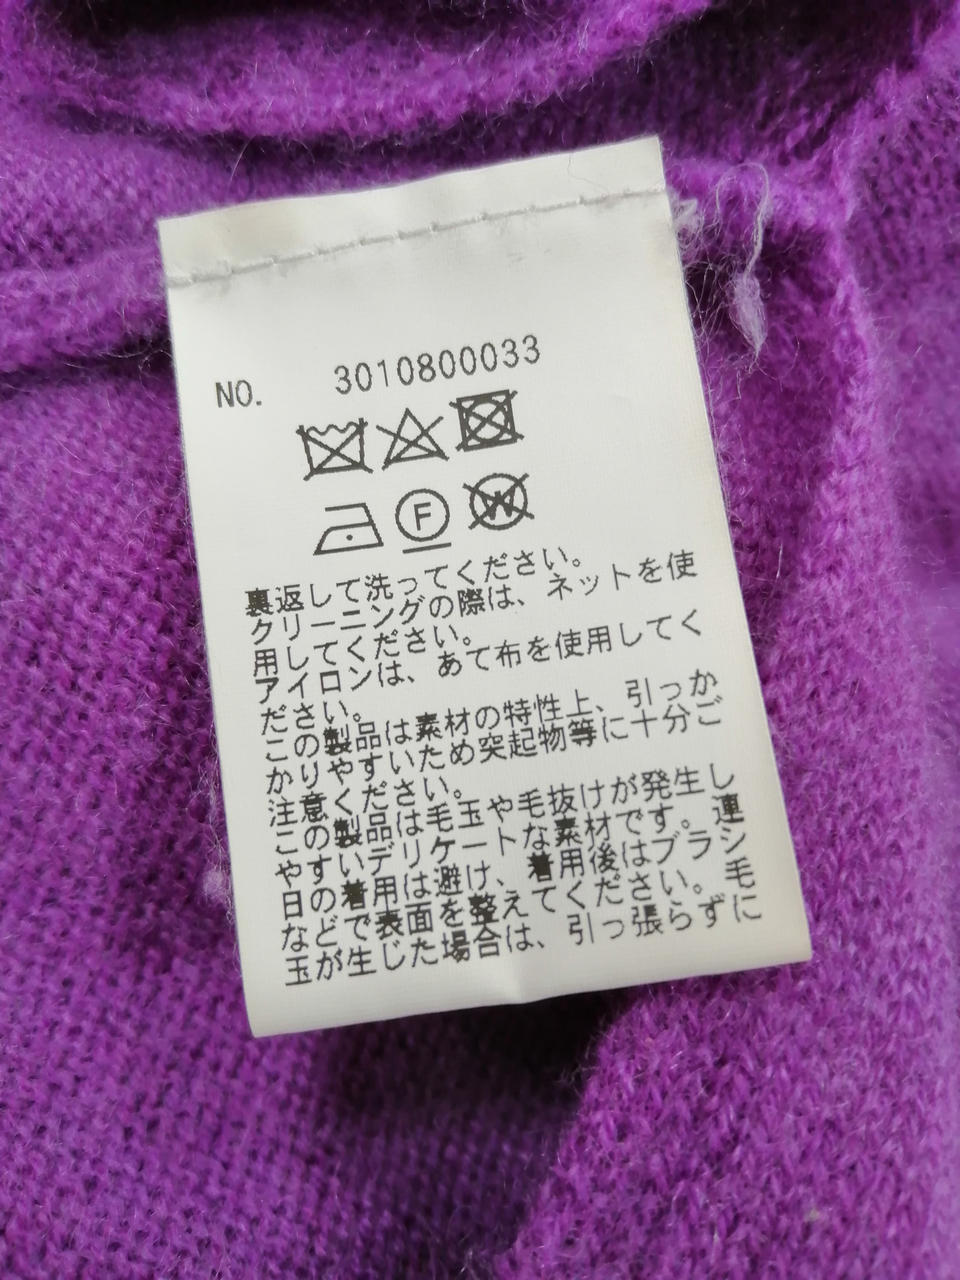 NO. 3010800033
F
W
裏返して洗ってください。
クリーニングの際は、ネットを使
用してください。
アイロンは、あて布を使用してく
ださい。
この製品は素材の特性上、引っか
かりやすいため突起物等に十分ご
注意ください。
この製品は毛玉や毛抜けが発生し
やすいデリケートな素材です。連
日の着用は避け、着用後はブラシ
などで表面を整えてください。毛
玉が生じた場合は、引っ張らずに